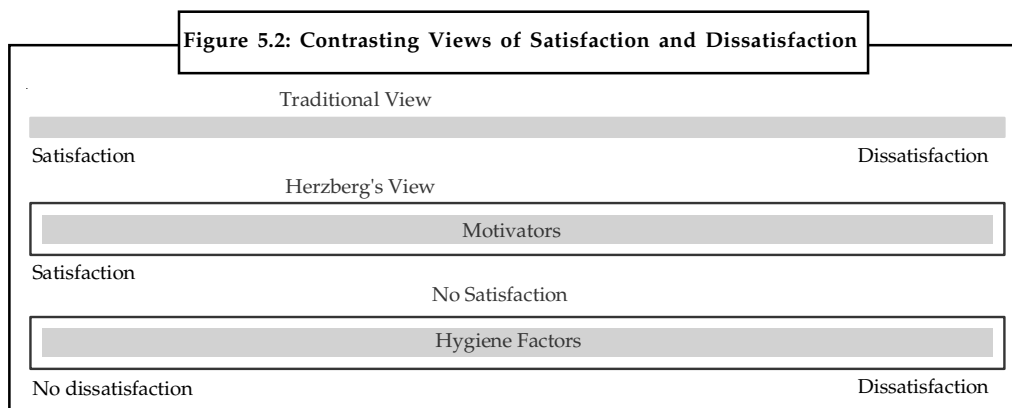 Figure 5.2: Contrasting Views of Satisfaction and Dissatisfaction
Traditional View
Satisfaction Dissatisfaction
Herzberg's View
Motivators
Satisfaction
No Satisfaction
Hygiene Factors
No dissatisfaction Dissatisfaction